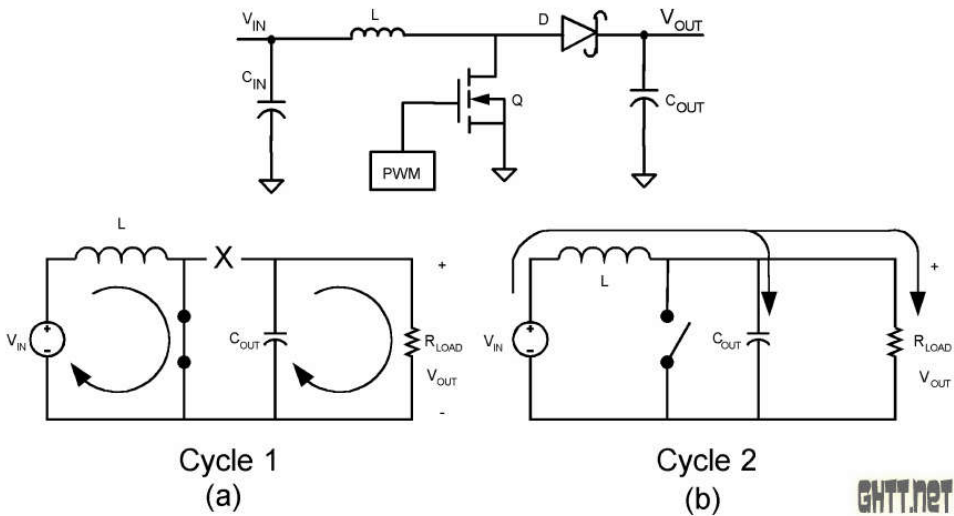 VIN L D VOUT
CIN Q COUT
PWM
L
X
+
+
-
VIN COUT RLOAD
VOUT
-
Cycle 1
(a)
L
+
+
-
VIN COUT RLOAD
VOUT
Cycle 2
(b)
GHTT.net